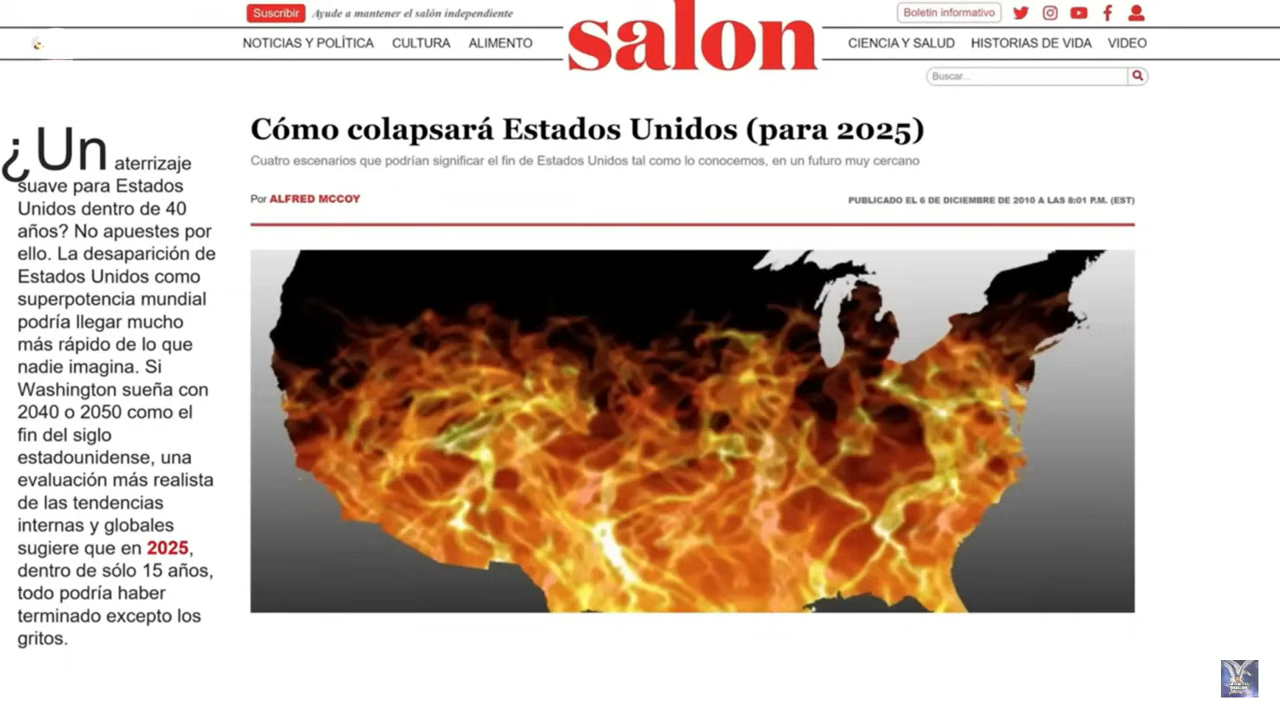 Suscribir Ayude a mantener el salón independiente
Boletin informativo
NOTICIAS Y POLÍTICA CULTURA ALIMENTO
salon
CIENCIA Y SALUD HISTORIAS DE VIDA VIDEO
Buscar...
Cómo colapsará Estados Unidos (para 2025)
Cuatro escenarios que podrían significar el fin de Estados Unidos tal como lo conocemos, en un futuro muy cercano
Por ALFRED MCCOY
PUBLICADO EL 6 DE DICIEMBRE DE 2010 A LAS 8:01 P.M. (EST)
¿Un aterrizaje
suave para Estados
Unidos dentro de 40
años? No apuestes por
ello. La desaparición de
Estados Unidos como
superpotencia mundial
podría llegar mucho
más rápido de lo que
nadie imagina. Si
Washington sueña con
2040 o 2050 como el
fin del siglo
estadounidense, una
evaluación más realista
de las tendencias
internas y globales
sugiere que en 2025,
dentro de sólo 15 años,
todo podría haber
terminado excepto los
gritos.